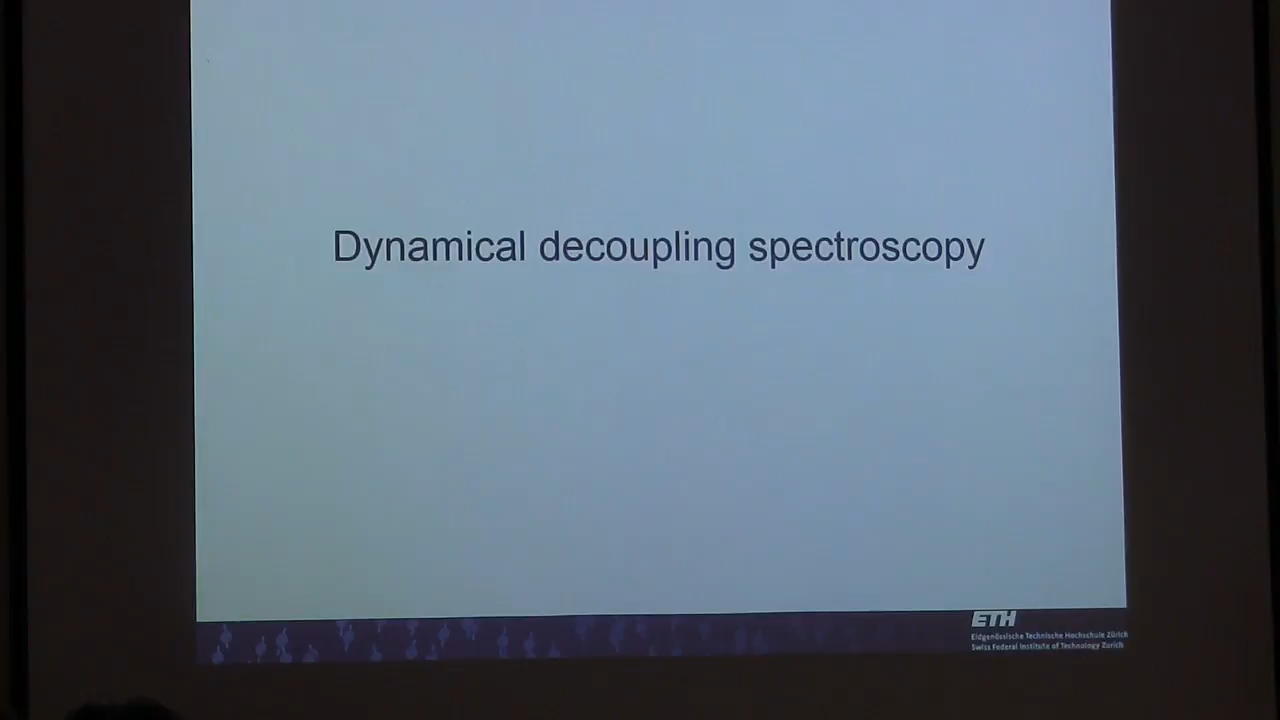 Dynamical decoupling spectroscopy
ETH
Eidgenössische Technische Hochschule Zürich
Swiss Federal Institute of Technology Zurich